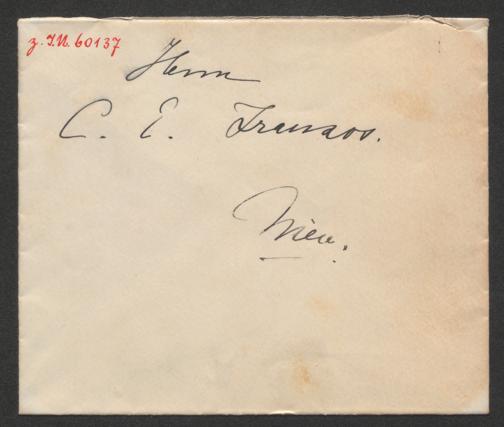 z. I.N. 60137
Herrn
C. E. Franzos.
Wien.